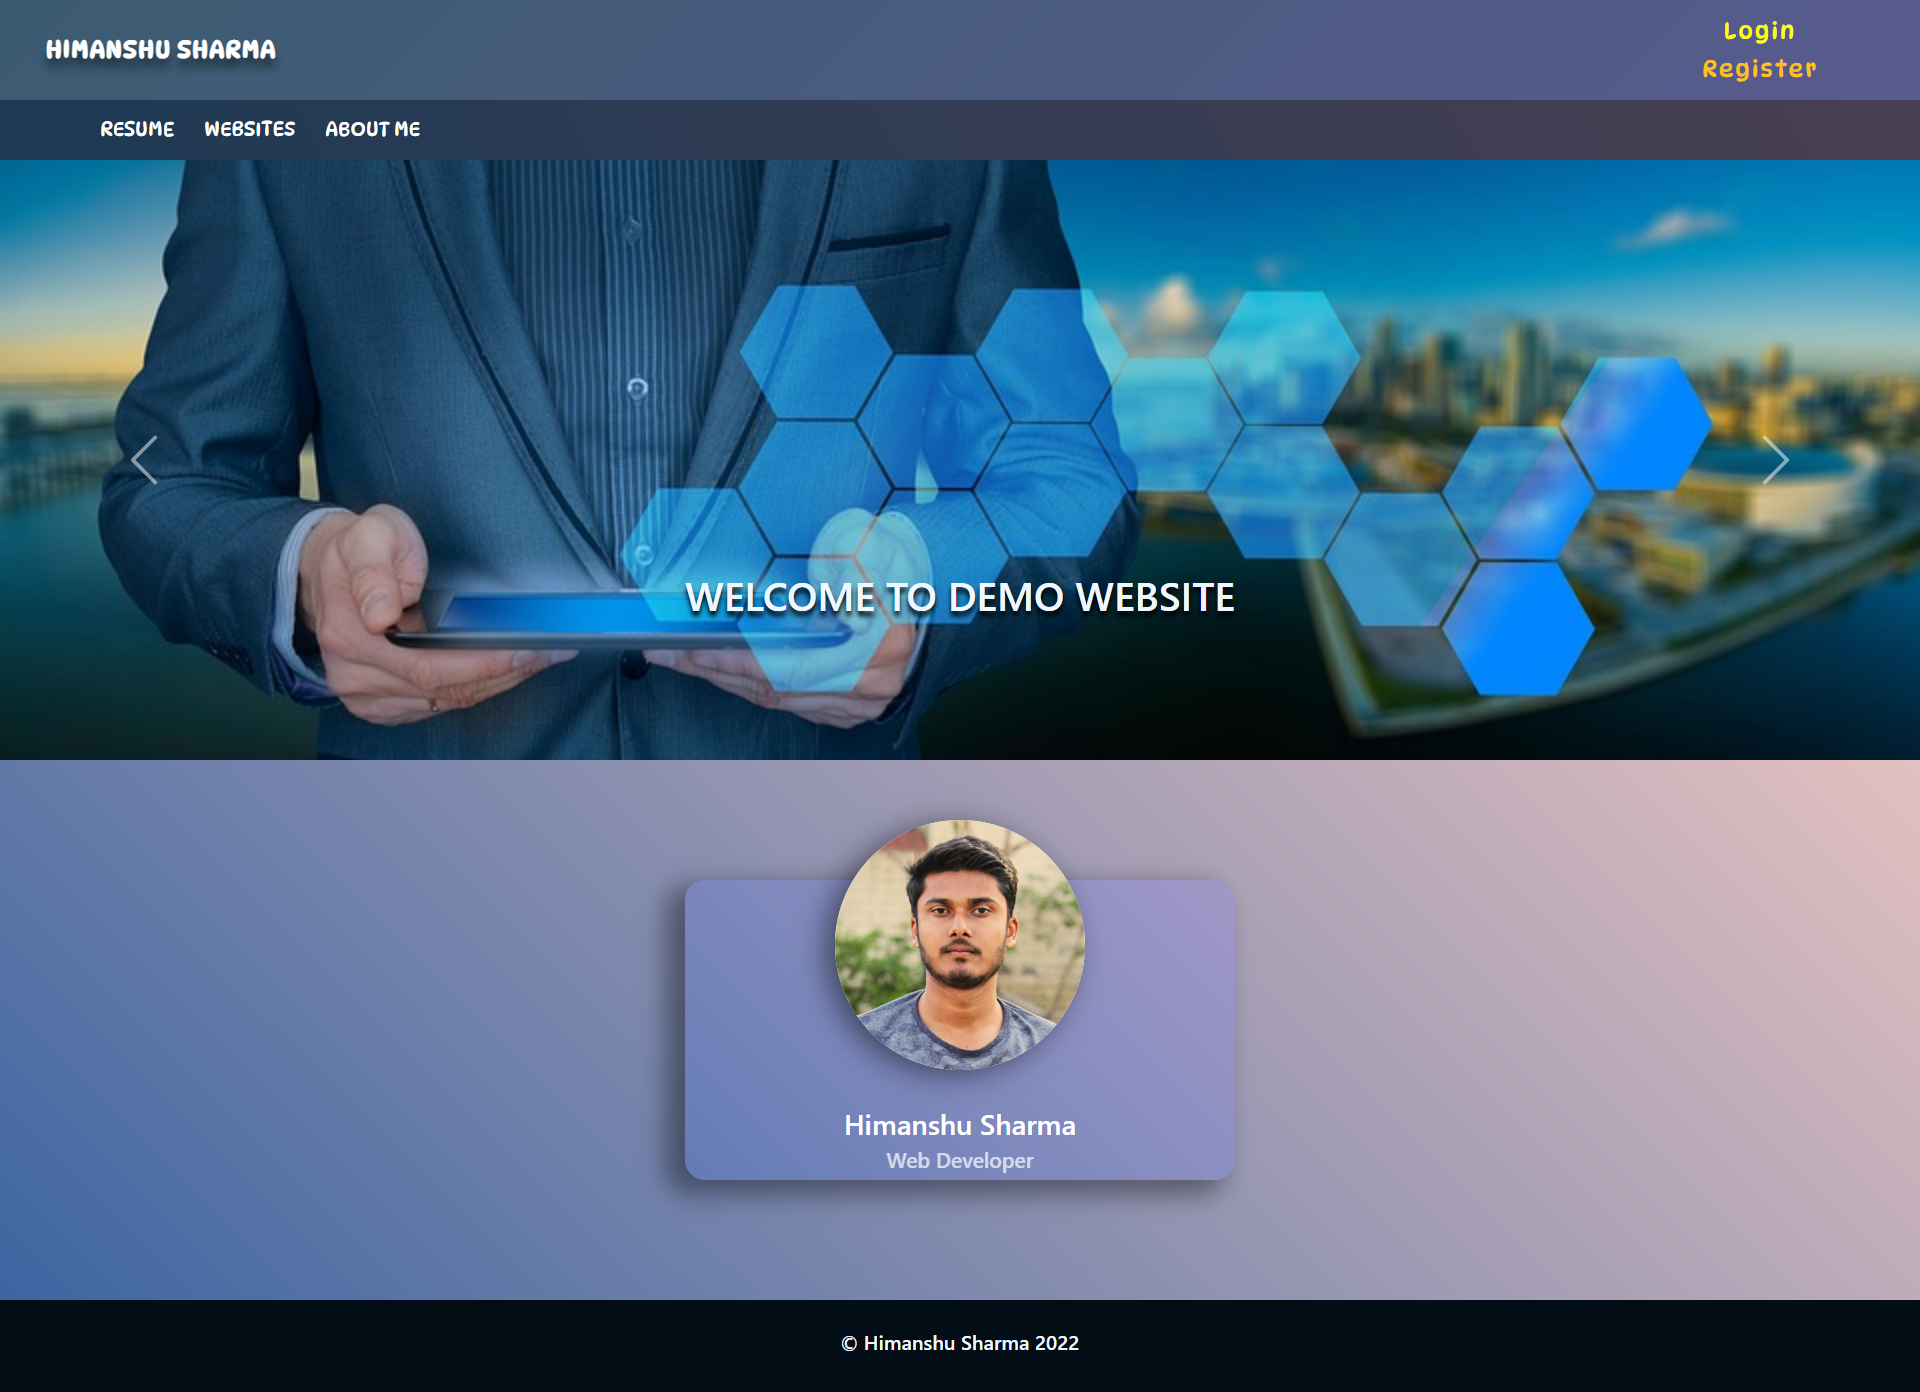 HIMANSHU SHARMA
Login
Register
RESUME WEBSITES ABOUT ME
WELCOME TO DEMO WEBSITE
Himanshu Sharma
Web Developer
© Himanshu Sharma 2022